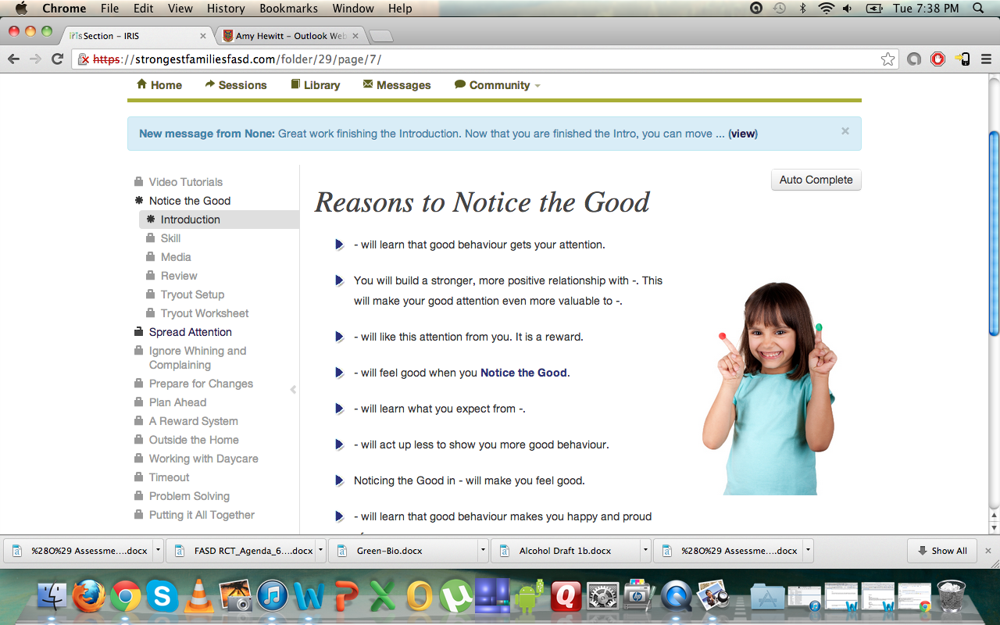 Chrome File Edit View History Bookmarks Window Help Tue 7:38 PM
irisSection – IRIS Amy Hewitt – Outlook Web
https://strongestfamiliesfasd.com/folder/29/page/7/
Home Sessions Library Messages Community
New message from None: Great work finishing the Introduction. Now that you are finished the Intro, you can move ... (view) ×
Auto Complete
Video Tutorials
Notice the Good
Introduction
Skill
Media
Review
Tryout Setup
Tryout Worksheet
Spread Attention
Ignore Whining and
Complaining
Prepare for Changes
Plan Ahead
A Reward System
Outside the Home
Working with Daycare
Timeout
Problem Solving
Putting it All Together
Reasons to Notice the Good
- will learn that good behaviour gets your attention.
You will build a stronger, more positive relationship with -. This
will make your good attention even more valuable to -.
- will like this attention from you. It is a reward.
- will feel good when you Notice the Good.
- will learn what you expect from -.
- will act up less to show you more good behaviour.
Noticing the Good in - will make you feel good.
- will learn that good behaviour makes you happy and proud
%28O%29 Assessme....docx FASD RCT_Agenda_6....docx Green-Bio.docx Alcohol Draft 1b.docx %28O%29 Assessme....docx Show All